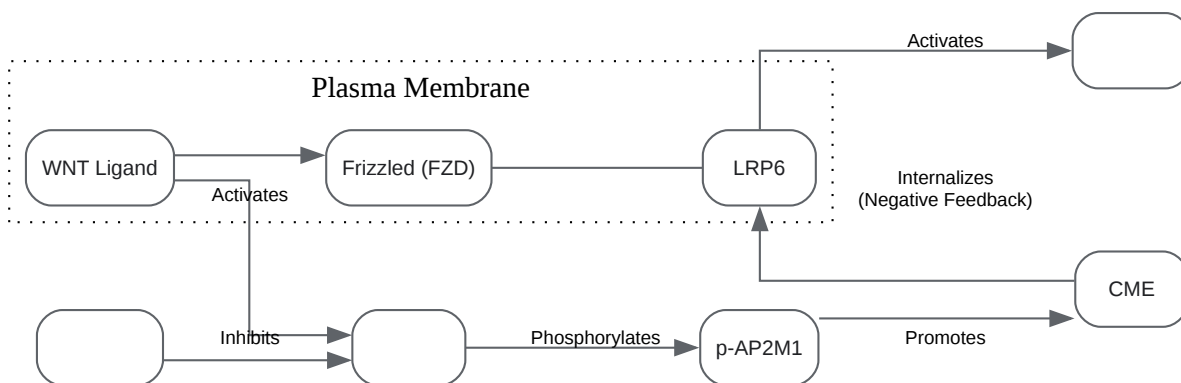 Activates
Plasma Membrane
WNT Ligand
Frizzled (FZD)
LRP6
Activates
Internalizes
(Negative Feedback)
CME
Inhibits
Phosphorylates
p-AP2M1
Promotes